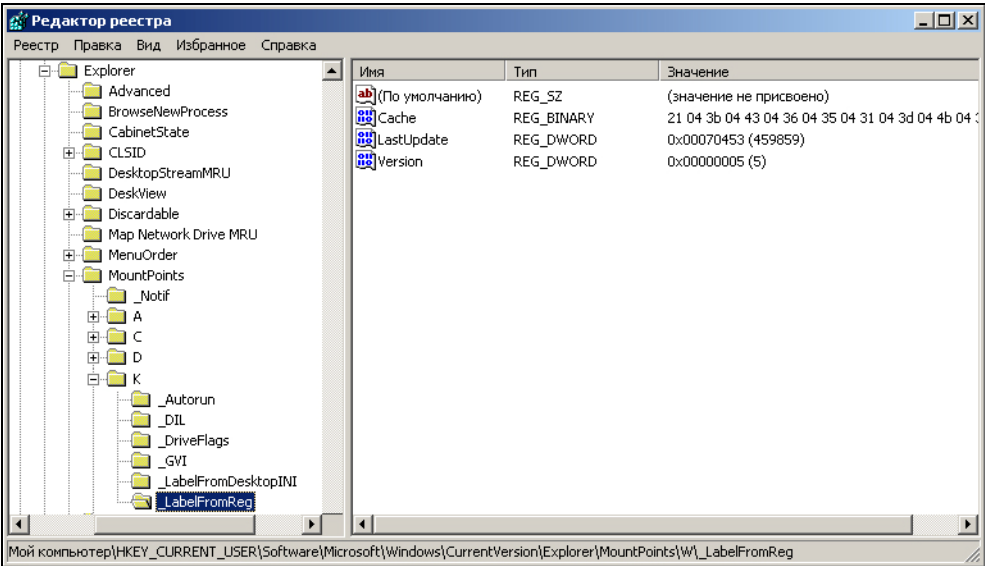 Редактор реестра
Реестр Правка Вид Избранное Справка
Explorer
Advanced
BrowseNewProcess
CabinetState
CLSID
DesktopStreamMRU
DeskView
Discardable
Map Network Drive MRU
MenuOrder
MountPoints
_Notif
A
C
D
K
_Autorun
_DIL
_DriveFlags
_GVI
_LabelFromDesktopINI
_LabelFromReg
Имя Тип Значение
(По умолчанию) REG_SZ (значение не присвоено)
Cache REG_BINARY 21 04 3b 04 43 04 36 04 35 04 31 04 3d 04 4b 04
LastUpdate REG_DWORD 0x00070453 (459859)
Version REG_DWORD 0x00000005 (5)
Мой компьютер\HKEY_CURRENT_USER\Software\Microsoft\Windows\CurrentVersion\Explorer\MountPoints\W\_LabelFromReg